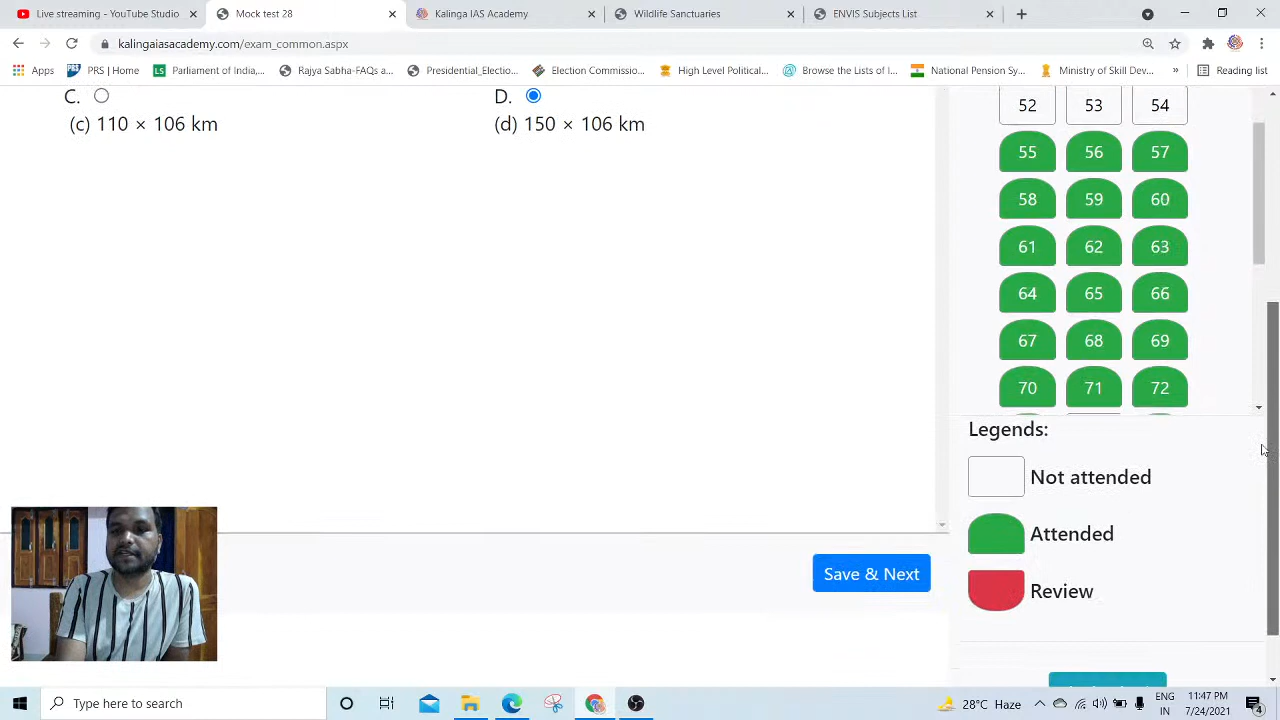 Live streaming - YouTube Studio
Mock test 28
Kalinga IAS Academy
Wildlife Sanctuaries
ENVIS Subjects List
kalingaiasacademy.com/exam_common.aspx
Apps
PRS | Home
Parliament of India,...
Rajya Sabha-FAQs a...
Presidential_Electio...
Election Commissio...
High Level Political...
Browse the Lists of I...
National Pension Sy...
Ministry of Skill Dev...
»
Reading list
C.
D.
(c) 110 × 106 km
(d) 150 × 106 km
52 53 54
55 56 57
58 59 60
61 62 63
64 65 66
67 68 69
70 71 72
Legends:
Not attended
Attended
Review
Save & Next
Type here to search
28°C Haze
ENG
IN
11:47 PM
7/24/2021
4